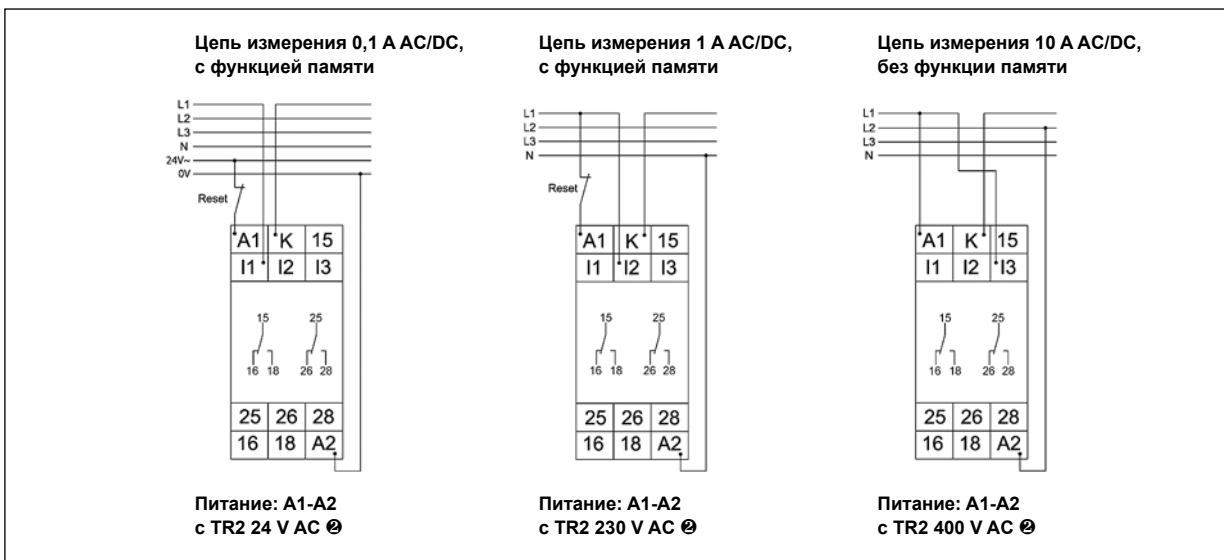 Цепь измерения 0,1 A AC/DC,
с функцией памяти
L1
L2
L3
N
24V~
0V
Reset
A1 K 15
I1 I2 I3
15 25
16 18 26 28
25 26 28
16 18 A2
Питание: A1-A2
с TR2 24 V AC ❷
Цепь измерения 1 A AC/DC,
с функцией памяти
L1
L2
L3
N
Reset
A1 K 15
I1 I2 I3
15 25
16 18 26 28
25 26 28
16 18 A2
Питание: A1-A2
с TR2 230 V AC ❷
Цепь измерения 10 A AC/DC,
без функции памяти
L1
L2
L3
N
A1 K 15
I1 I2 I3
15 25
16 18 26 28
25 26 28
16 18 A2
Питание: A1-A2
с TR2 400 V AC ❷